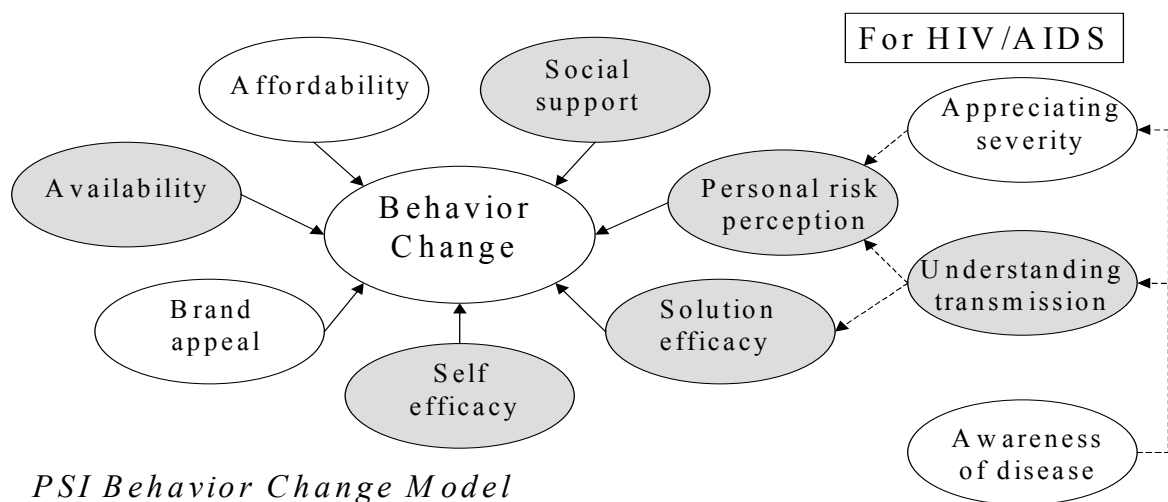 For HIV/AIDS
Affordability
Social
support
Appreciating
severity
Availability
Behavior
Change
Personal risk
perception
Understanding
transmission
Brand
appeal
Solution
efficacy
Self
efficacy
Awareness
of disease
PSI Behavior Change Model